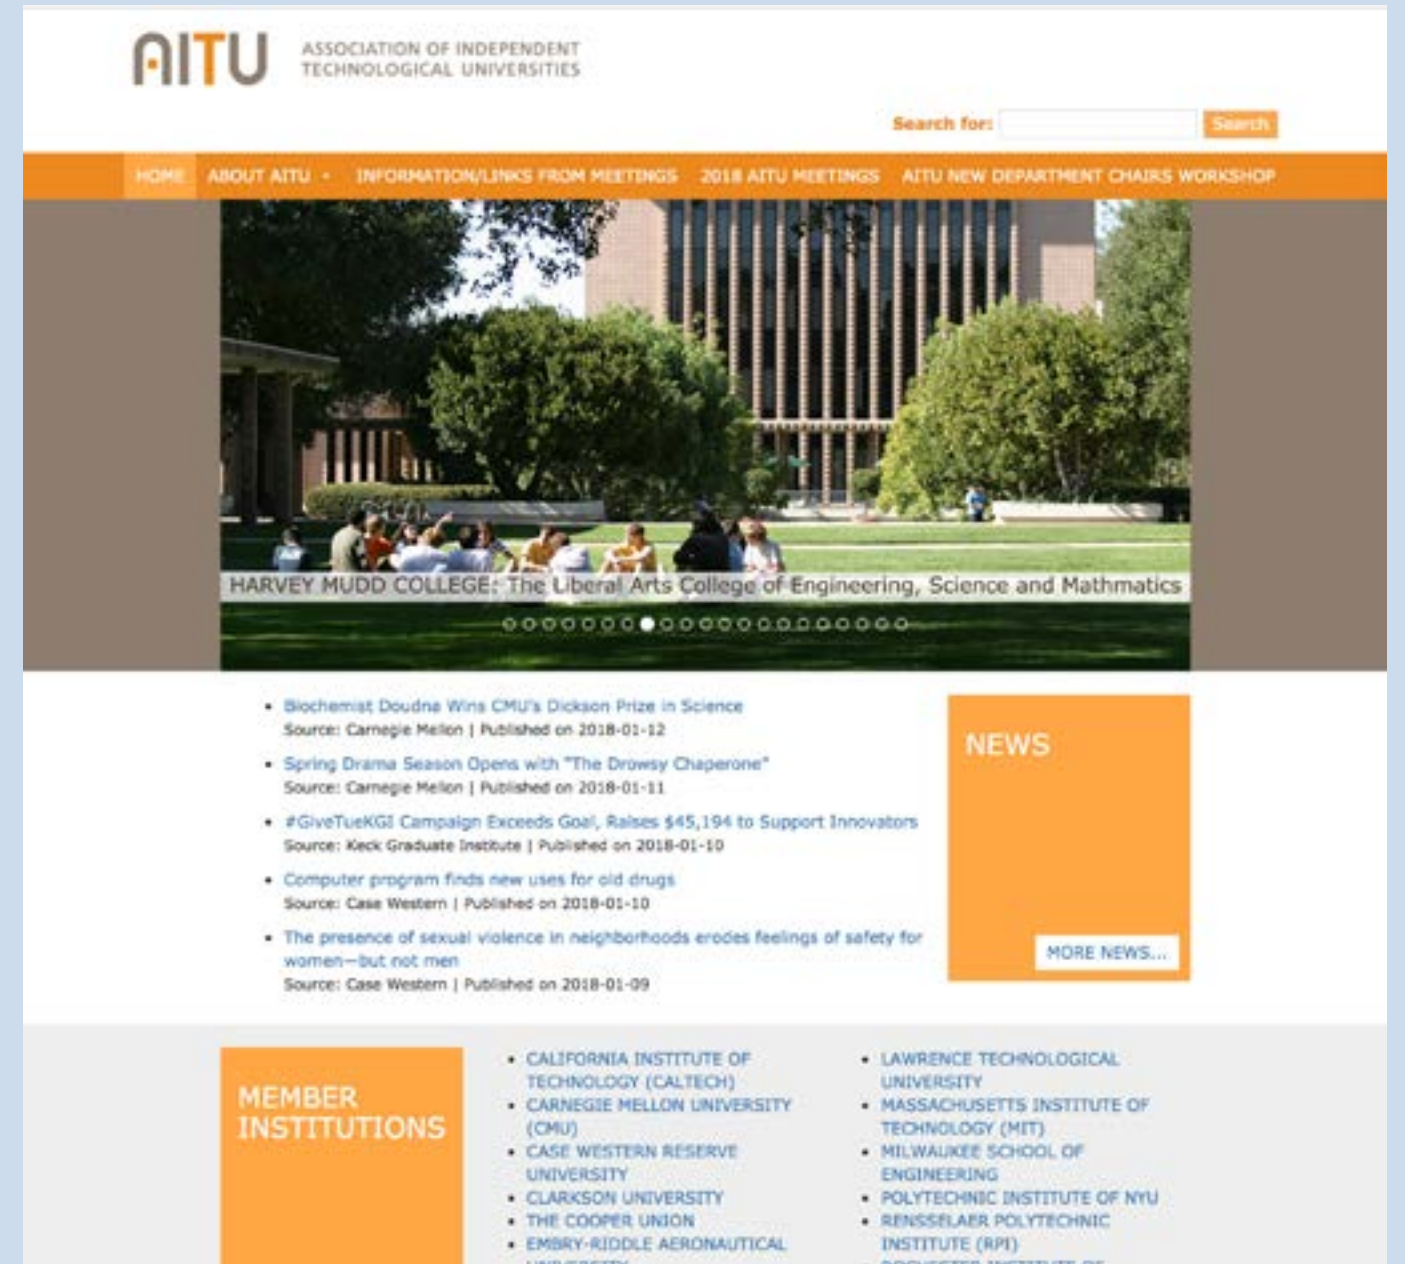 AITU
ASSOCIATION OF INDEPENDENT
TECHNOLOGICAL UNIVERSITIES
Search for:
Search
HOME ABOUT AITU INFORMATION/LINKS FROM MEETINGS 2018 AITU MEETINGS AITU NEW DEPARTMENT CHAIRS WORKSHOP
HARVEY MUDD COLLEGE: The Liberal Arts College of Engineering, Science and Mathmatics
• Biochemist Doudna Wins CMU's Dickson Prize in Science
Source: Carnegie Mellon | Published on 2018-01-12
• Spring Drama Season Opens with "The Drowsy Chaperone"
Source: Carnegie Mellon | Published on 2018-01-11
• #GiveTueKGI Campaign Exceeds Goal, Raises $45,194 to Support Innovators
Source: Keck Graduate Institute | Published on 2018-01-10
• Computer program finds new uses for old drugs
Source: Case Western | Published on 2018-01-10
• The presence of sexual violence in neighborhoods erodes feelings of safety for
women—but not men
Source: Case Western | Published on 2018-01-09
NEWS
MORE NEWS...
MEMBER
INSTITUTIONS
• CALIFORNIA INSTITUTE OF
TECHNOLOGY (CALTECH)
• CARNEGIE MELLON UNIVERSITY
(CMU)
• CASE WESTERN RESERVE
UNIVERSITY
• CLARKSON UNIVERSITY
• THE COOPER UNION
• EMBRY-RIDDLE AERONAUTICAL
UNIVERSITY
• LAWRENCE TECHNOLOGICAL
UNIVERSITY
• MASSACHUSETTS INSTITUTE OF
TECHNOLOGY (MIT)
• MILWAUKEE SCHOOL OF
ENGINEERING
• POLYTECHNIC INSTITUTE OF NYU
• RENSSELAER POLYTECHNIC
INSTITUTE (RPI)
• ROCHESTER INSTITUTE OF